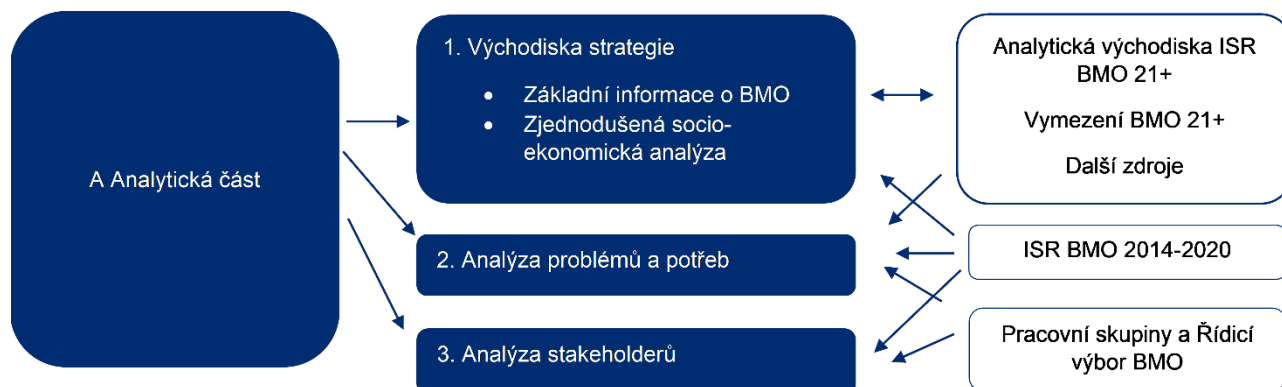 A Analytická část
1. Východiska strategie
• Základní informace o BMO
• Zjednodušená socio-
ekonomická analýza
2. Analýza problémů a potřeb
3. Analýza stakeholderů
Analytická východiska ISR
BMO 21+
Vymezení BMO 21+
Další zdroje
ISR BMO 2014-2020
Pracovní skupiny a Řídicí
výbor BMO